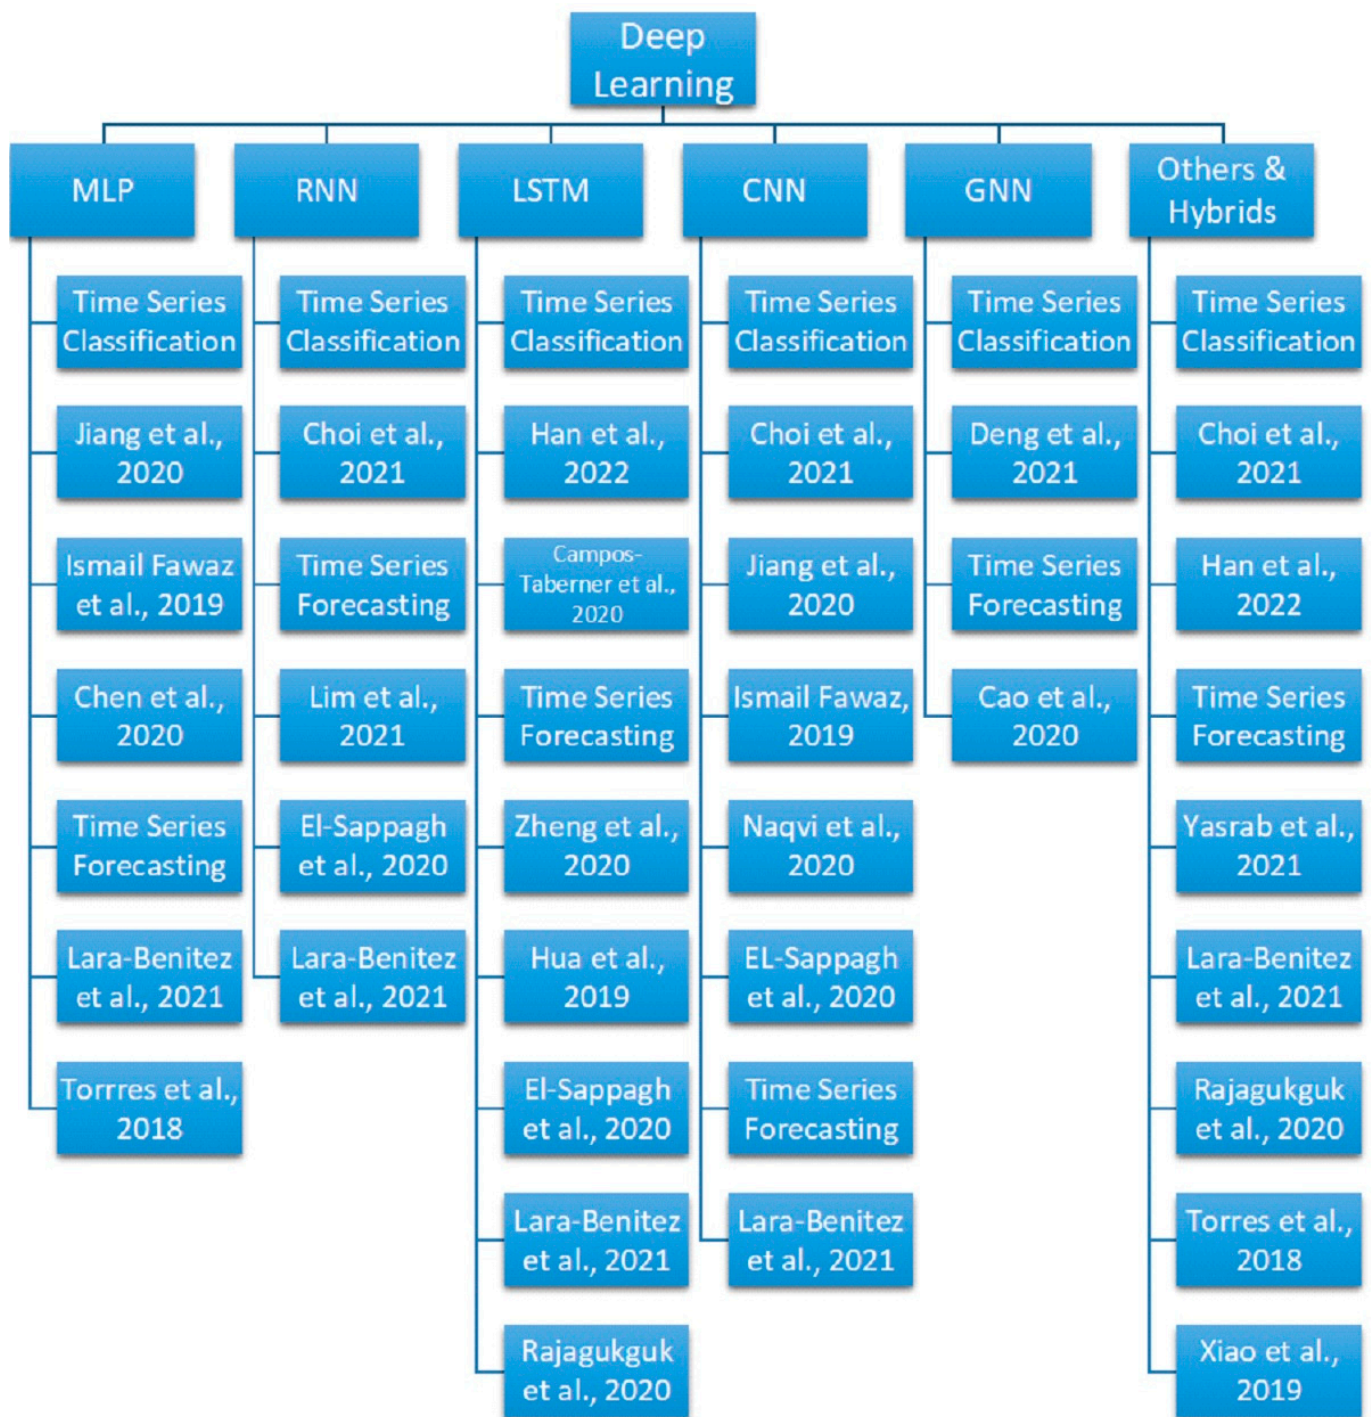 Deep
Learning
MLP
RNN
LSTM
CNN
GNN
Others &
Hybrids
Time Series
Classification
Jiang et al.,
2020
Ismail Fawaz
et al., 2019
Chen et al.,
2020
Time Series
Forecasting
Lara-Benitez
et al., 2021
Torrres et al.,
2018
Time Series
Classification
Choi et al.,
2021
Time Series
Forecasting
Lim et al.,
2021
El-Sappagh
et al., 2020
Lara-Benitez
et al., 2021
Time Series
Classification
Han et al.,
2022
Campos-
Taberner et al.,
2020
Time Series
Forecasting
Zheng et al.,
2020
Hua et al.,
2019
El-Sappagh
et al., 2020
Lara-Benitez
et al., 2021
Rajagukguk
et al., 2020
Time Series
Classification
Choi et al.,
2021
Jiang et al.,
2020
Ismail Fawaz,
2019
Naqvi et al.,
2020
EL-Sappagh
et al., 2020
Time Series
Forecasting
Lara-Benitez
et al., 2021
Time Series
Classification
Deng et al.,
2021
Time Series
Forecasting
Cao et al.,
2020
Time Series
Classification
Choi et al.,
2021
Han et al.,
2022
Time Series
Forecasting
Yasrab et al.,
2021
Lara-Benitez
et al., 2021
Rajagukguk
et al., 2020
Torres et al.,
2018
Xiao et al.,
2019